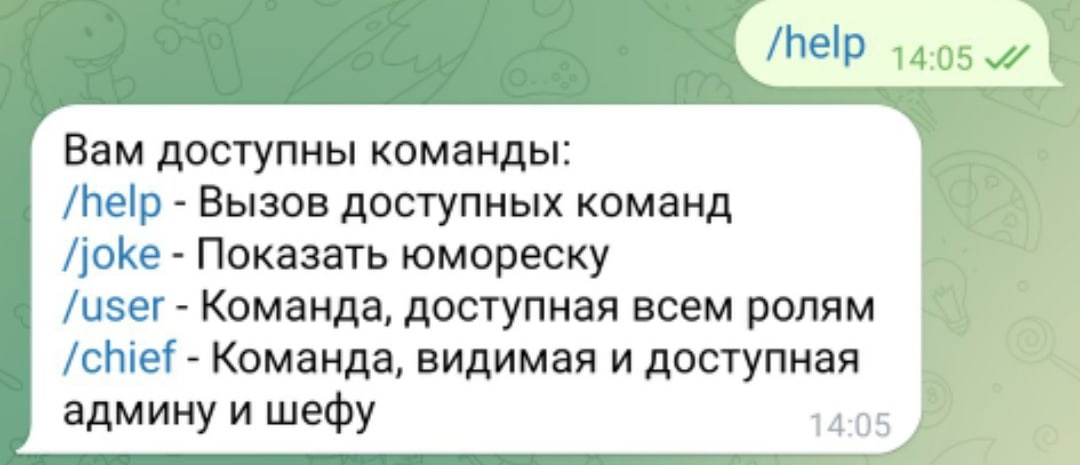 /help 14:05
Вам доступны команды:
/help - Вызов доступных команд
/joke - Показать юмореску
/user - Команда, доступная всем ролям
/chief - Команда, видимая и доступная
админу и шефу
14:05